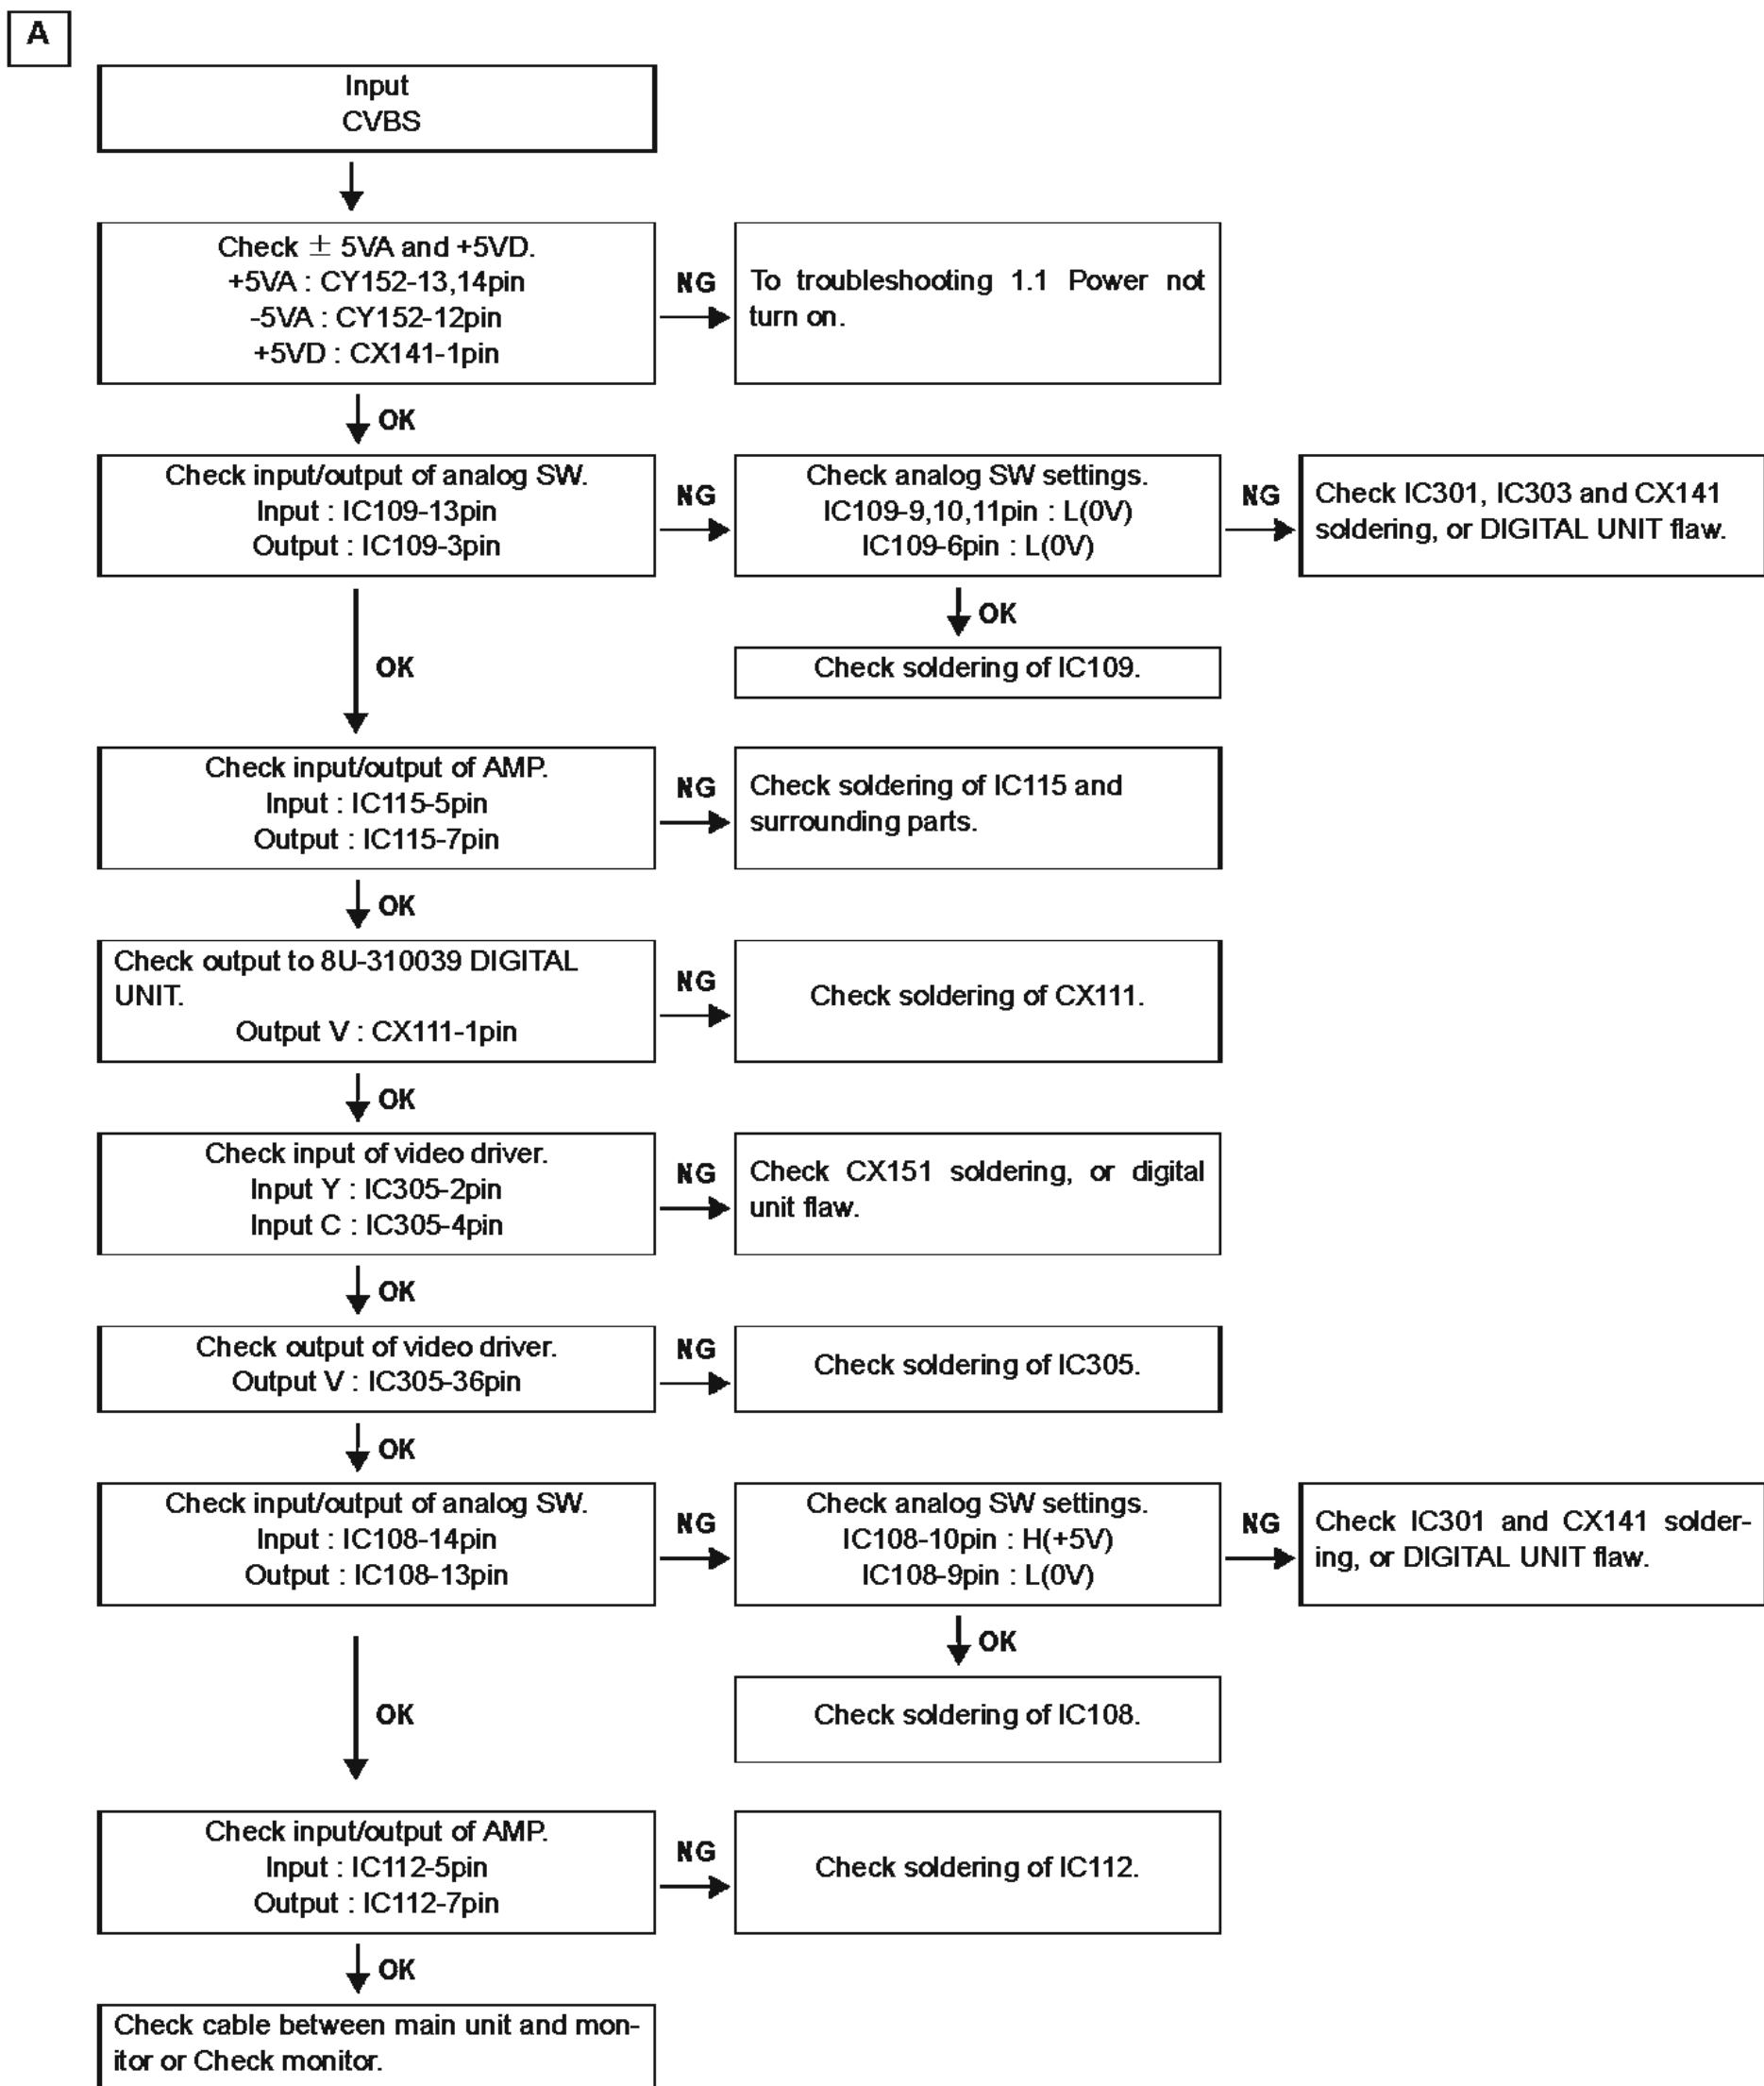 A
Input
CVBS
Check ± 5VA and +5VD.
+5VA : CY152-13,14pin
-5VA : CY152-12pin
+5VD : CX141-1pin
NG
To troubleshooting 1.1 Power not
turn on.
OK
Check input/output of analog SW.
Input : IC109-13pin
Output : IC109-3pin
NG
Check analog SW settings.
IC109-9,10,11pin : L(0V)
IC109-6pin : L(0V)
NG
Check IC301, IC303 and CX141
soldering, or DIGITAL UNIT flaw.
OK
Check soldering of IC109.
OK
Check input/output of AMP.
Input : IC115-5pin
Output : IC115-7pin
NG
Check soldering of IC115 and
surrounding parts.
OK
Check output to 8U-310039 DIGITAL
UNIT.
Output V : CX111-1pin
NG
Check soldering of CX111.
OK
Check input of video driver.
Input Y : IC305-2pin
Input C : IC305-4pin
NG
Check CX151 soldering, or digital
unit flaw.
OK
Check output of video driver.
Output V : IC305-36pin
NG
Check soldering of IC305.
OK
Check input/output of analog SW.
Input : IC108-14pin
Output : IC108-13pin
NG
Check analog SW settings.
IC108-10pin : H(+5V)
IC108-9pin : L(0V)
NG
Check IC301 and CX141 solder-
ing, or DIGITAL UNIT flaw.
OK
Check soldering of IC108.
OK
Check input/output of AMP.
Input : IC112-5pin
Output : IC112-7pin
NG
Check soldering of IC112.
OK
Check cable between main unit and mon-
itor or Check monitor.